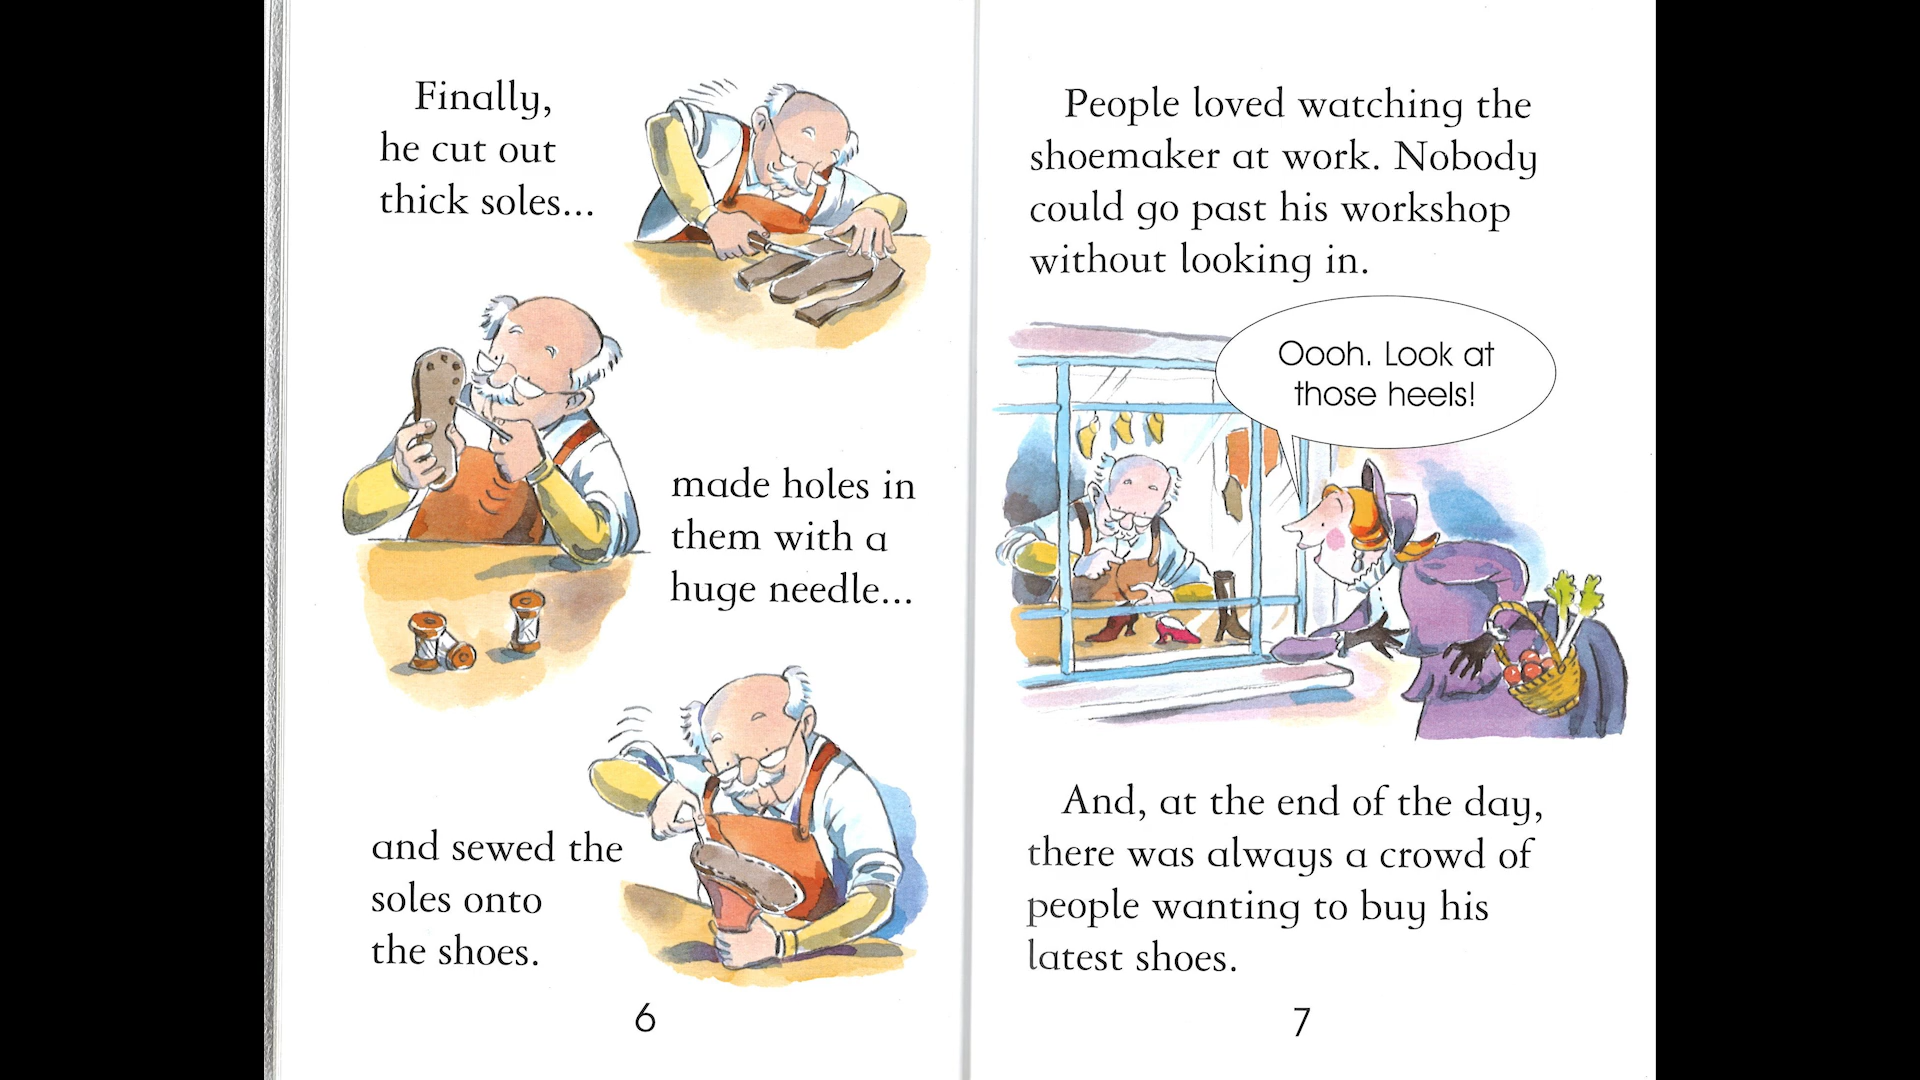 Finally,
he cut out
thick soles...
made holes in
them with a
huge needle...
and sewed the
soles onto
the shoes.
6
People loved watching the
shoemaker at work. Nobody
could go past his workshop
without looking in.
Oooh. Look at
those heels!
And, at the end of the day,
there was always a crowd of
people wanting to buy his
latest shoes.
7